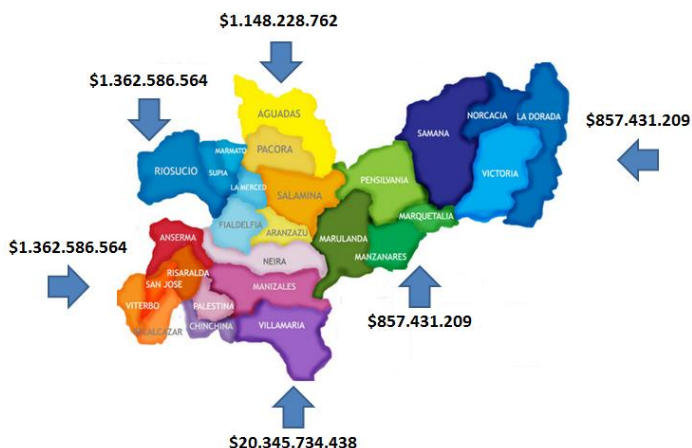 $1.148.228.762
$1.362.586.564
AGUADAS
NORCACIA
LA DORADA
$857.431.209
SAMANA
MARMATO
PACORA
RIOSUCIO
SUPIA
PENSILVANIA
VICTORIA
LA MERCED
SALAMINA
MARQUETALIA
FIALDELFIA
ARANZAZU
ANSERMA
MARULANDA
$1.362.586.564
MANZANARES
NEIRA
RISARALDA
SAN JOSE
MANIZALES
VITERBO
PALESTINA
$857.431.209
CHINCHINA
VILLAMARIA
BALALCAZAR
$20.345.734.438